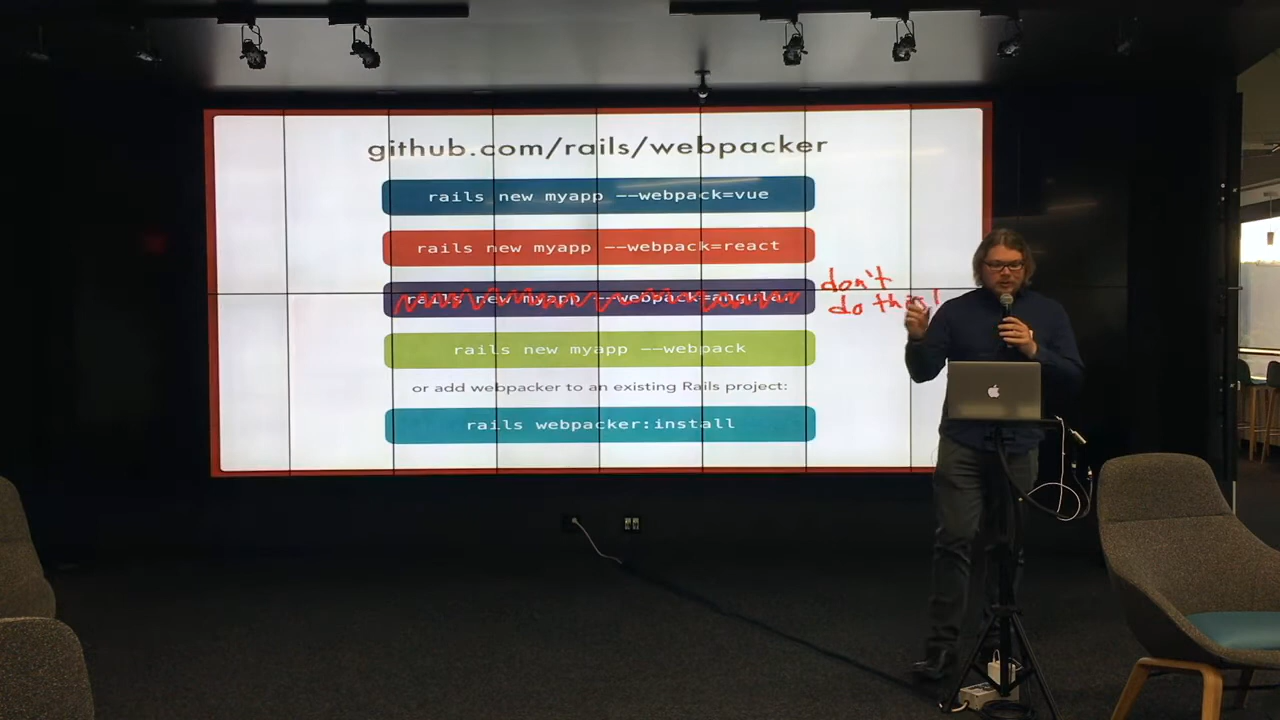 github.com/rails/webpacker
rails new myapp --webpack=vue
rails new myapp --webpack=react
rails new myapp --webpack=angular
don't
do this!
rails new myapp --webpack
or add webpacker to an existing Rails project:
rails webpacker:install